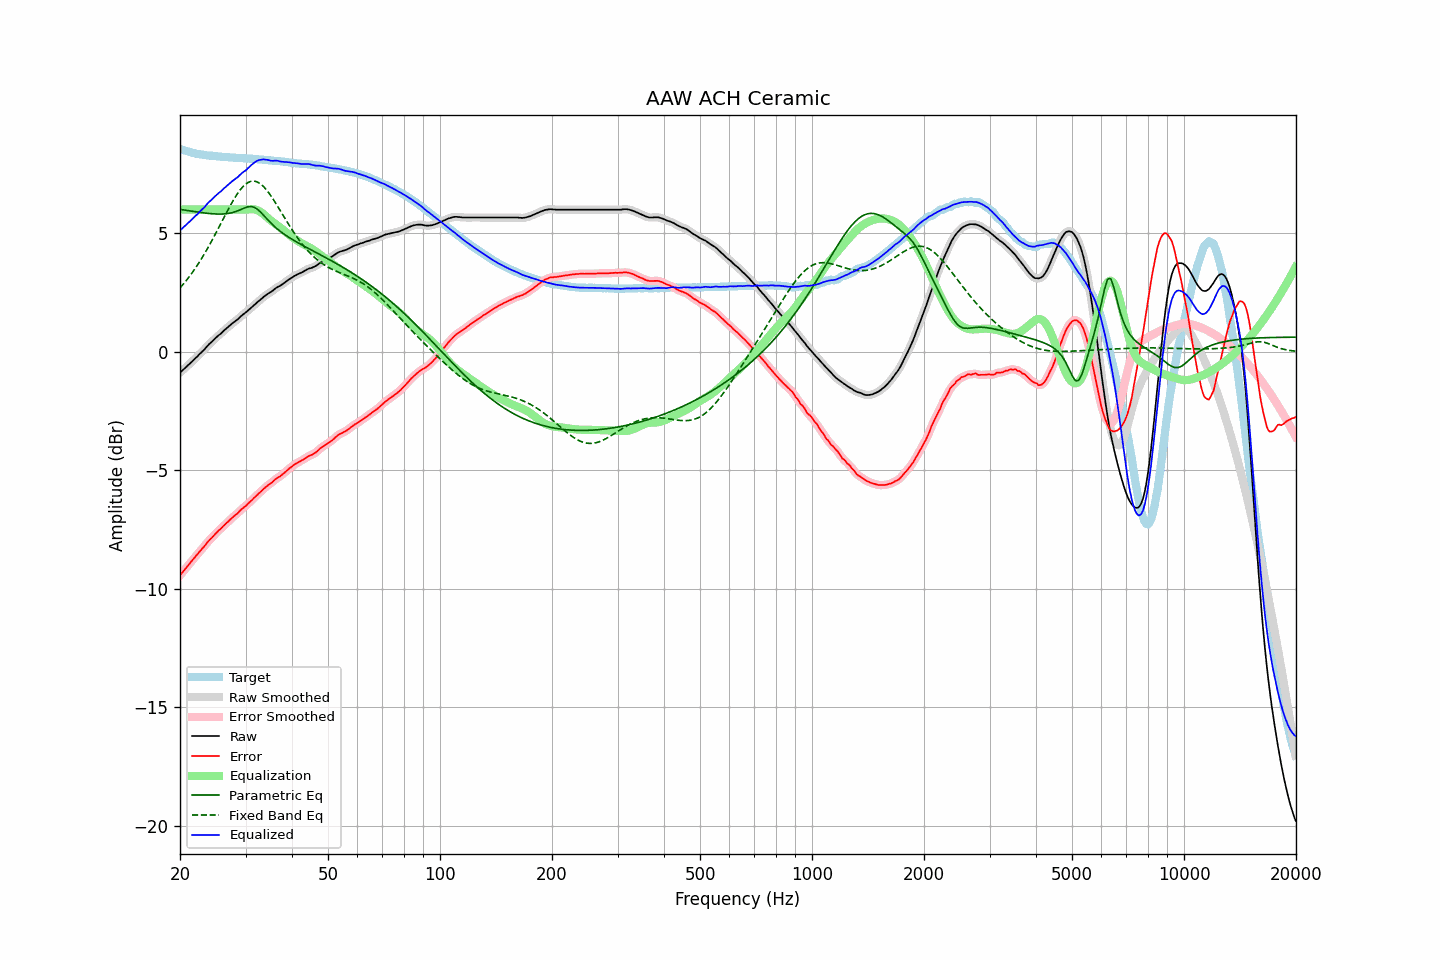 AAW ACH Ceramic
Amplitude (dBr)
5
0
−5
−10
−15
−20
Target
Raw Smoothed
Error Smoothed
Raw
Error
Equalization
Parametric Eq
Fixed Band Eq
Equalized
20 50 100 200 500 1000 2000 5000 10000 20000
Frequency (Hz)